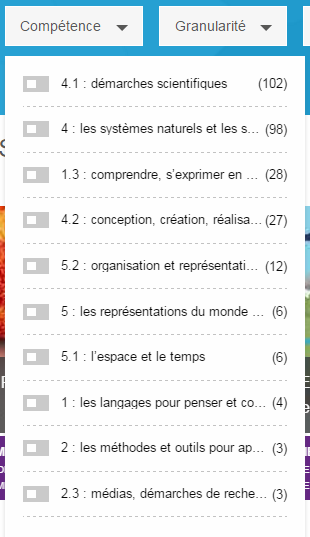 Compétence
Granularité
4.1 : démarches scientifiques (102)
4 : les systèmes naturels et les s... (98)
1.3 : comprendre, s'exprimer en ... (28)
4.2 : conception, création, réalisa... (27)
5.2 : organisation et représentati... (12)
5 : les représentations du monde ... (6)
5.1 : l'espace et le temps (6)
1 : les langages pour penser et co... (4)
2 : les méthodes et outils pour ap... (3)
2.3 : médias, démarches de reche... (3)